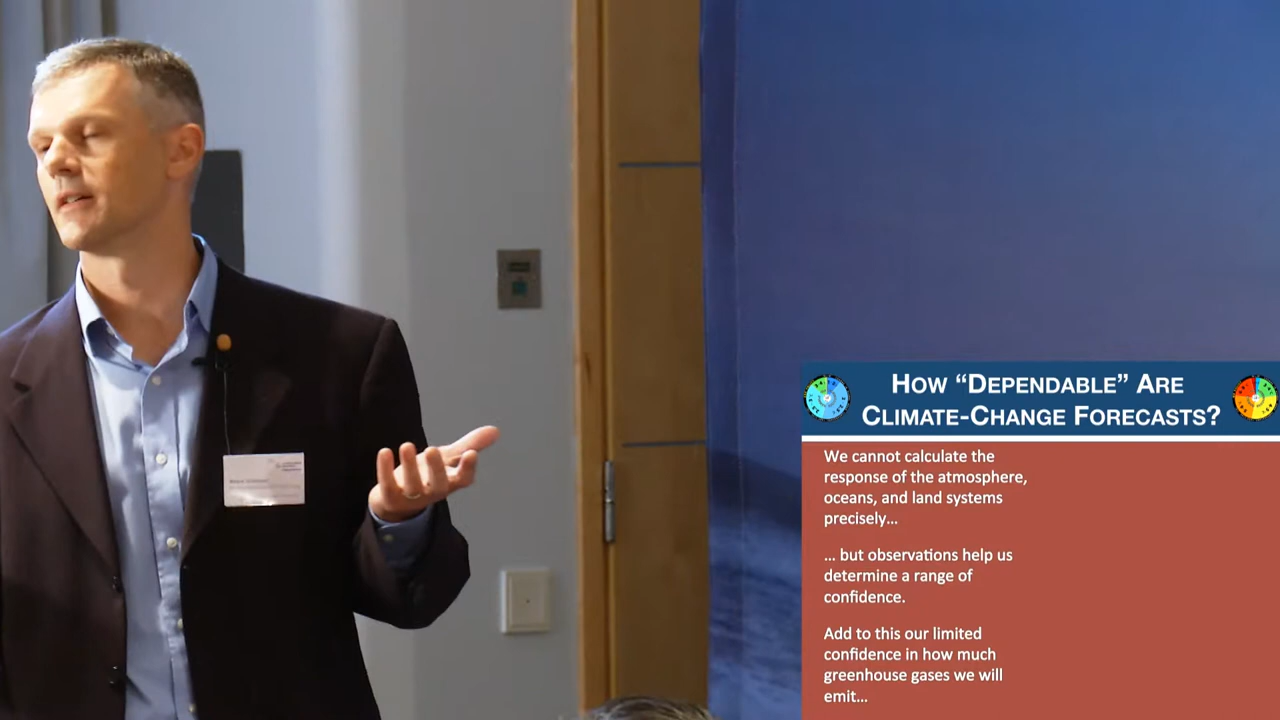 HOW “DEPENDABLE” ARE
CLIMATE-CHANGE FORECASTS?
We cannot calculate the
response of the atmosphere,
oceans, and land systems
precisely...
... but observations help us
determine a range of
confidence.
Add to this our limited
confidence in how much
greenhouse gases we will
emit...